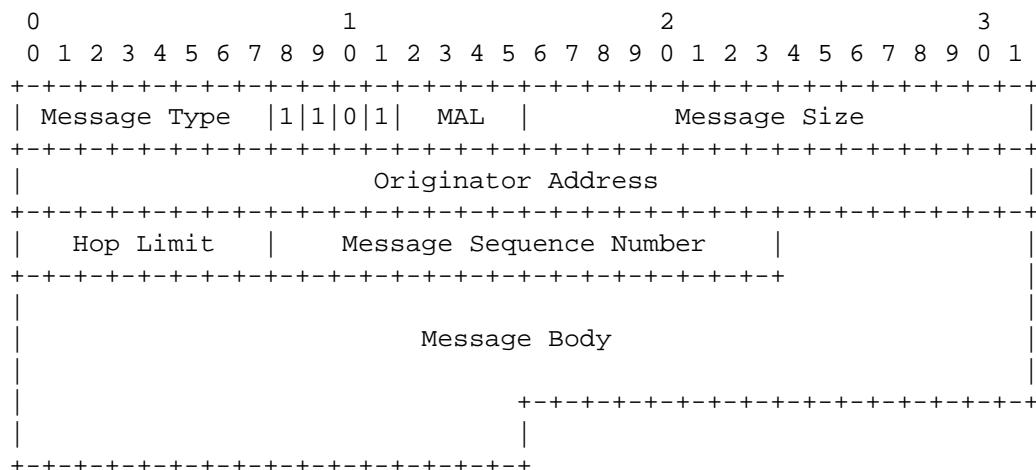 0                   1                   2                   3
 0 1 2 3 4 5 6 7 8 9 0 1 2 3 4 5 6 7 8 9 0 1 2 3 4 5 6 7 8 9 0 1
+-+-+-+-+-+-+-+-+-+-+-+-+-+-+-+-+-+-+-+-+-+-+-+-+-+-+-+-+-+-+-+-+
| Message Type  |1|1|0|1|  MAL  |         Message Size          |
+-+-+-+-+-+-+-+-+-+-+-+-+-+-+-+-+-+-+-+-+-+-+-+-+-+-+-+-+-+-+-+-+
|                      Originator Address                       |
+-+-+-+-+-+-+-+-+-+-+-+-+-+-+-+-+-+-+-+-+-+-+-+-+-+-+-+-+-+-+-+-+
|   Hop Limit   |    Message Sequence Number    |               |
+-+-+-+-+-+-+-+-+-+-+-+-+-+-+-+-+-+-+-+-+-+-+-+-+               |
|                                                               |
|                         Message Body                          |
|                                                               |
|                               +-+-+-+-+-+-+-+-+-+-+-+-+-+-+-+-+
|                               |
+-+-+-+-+-+-+-+-+-+-+-+-+-+-+-+-+